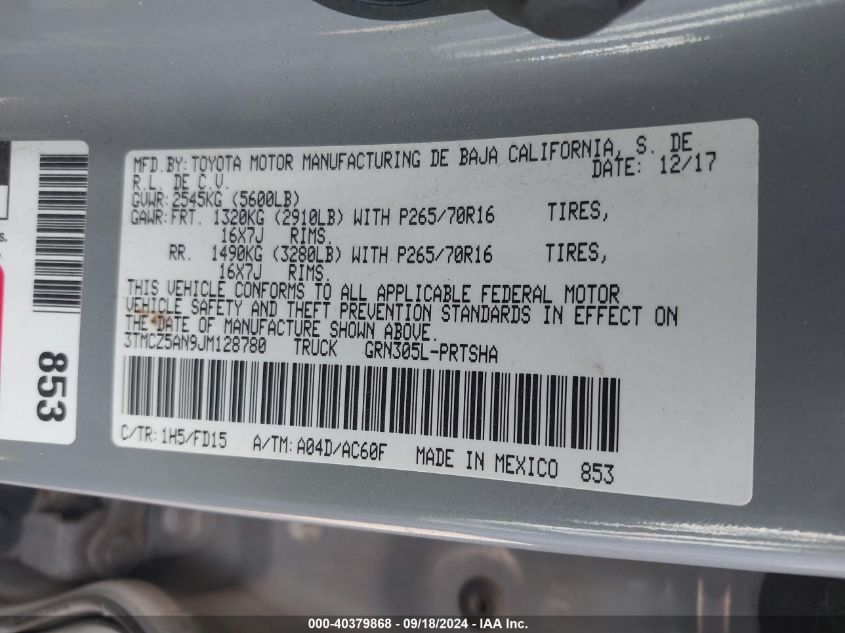 MFD.BY:TOYOTA MOTOR MANUFACTURING DE BAJA CALIFORNIA, S. DE
R.L. DE C.V. DATE: 12/17
GVWR:2545KG (5600LB)
GAWR:FRT. 1320KG (2910LB) WITH P265/70R16 TIRES,
16X7J RIMS.
RR. 1490KG (3280LB) WITH P265/70R16 TIRES,
16X7J RIMS.
THIS VEHICLE CONFORMS TO ALL APPLICABLE FEDERAL MOTOR
VEHICLE SAFETY AND THEFT PREVENTION STANDARDS IN EFFECT ON
THE DATE OF MANUFACTURE SHOWN ABOVE.
3TMCZ5AN9JM128780 TRUCK GRN305L-PRTSHA
C/TR:1H5/FD15 A/TM:A04D/AC60F MADE IN MEXICO 853
853
000-40379868 - 09/18/2024 - IAA, Inc.